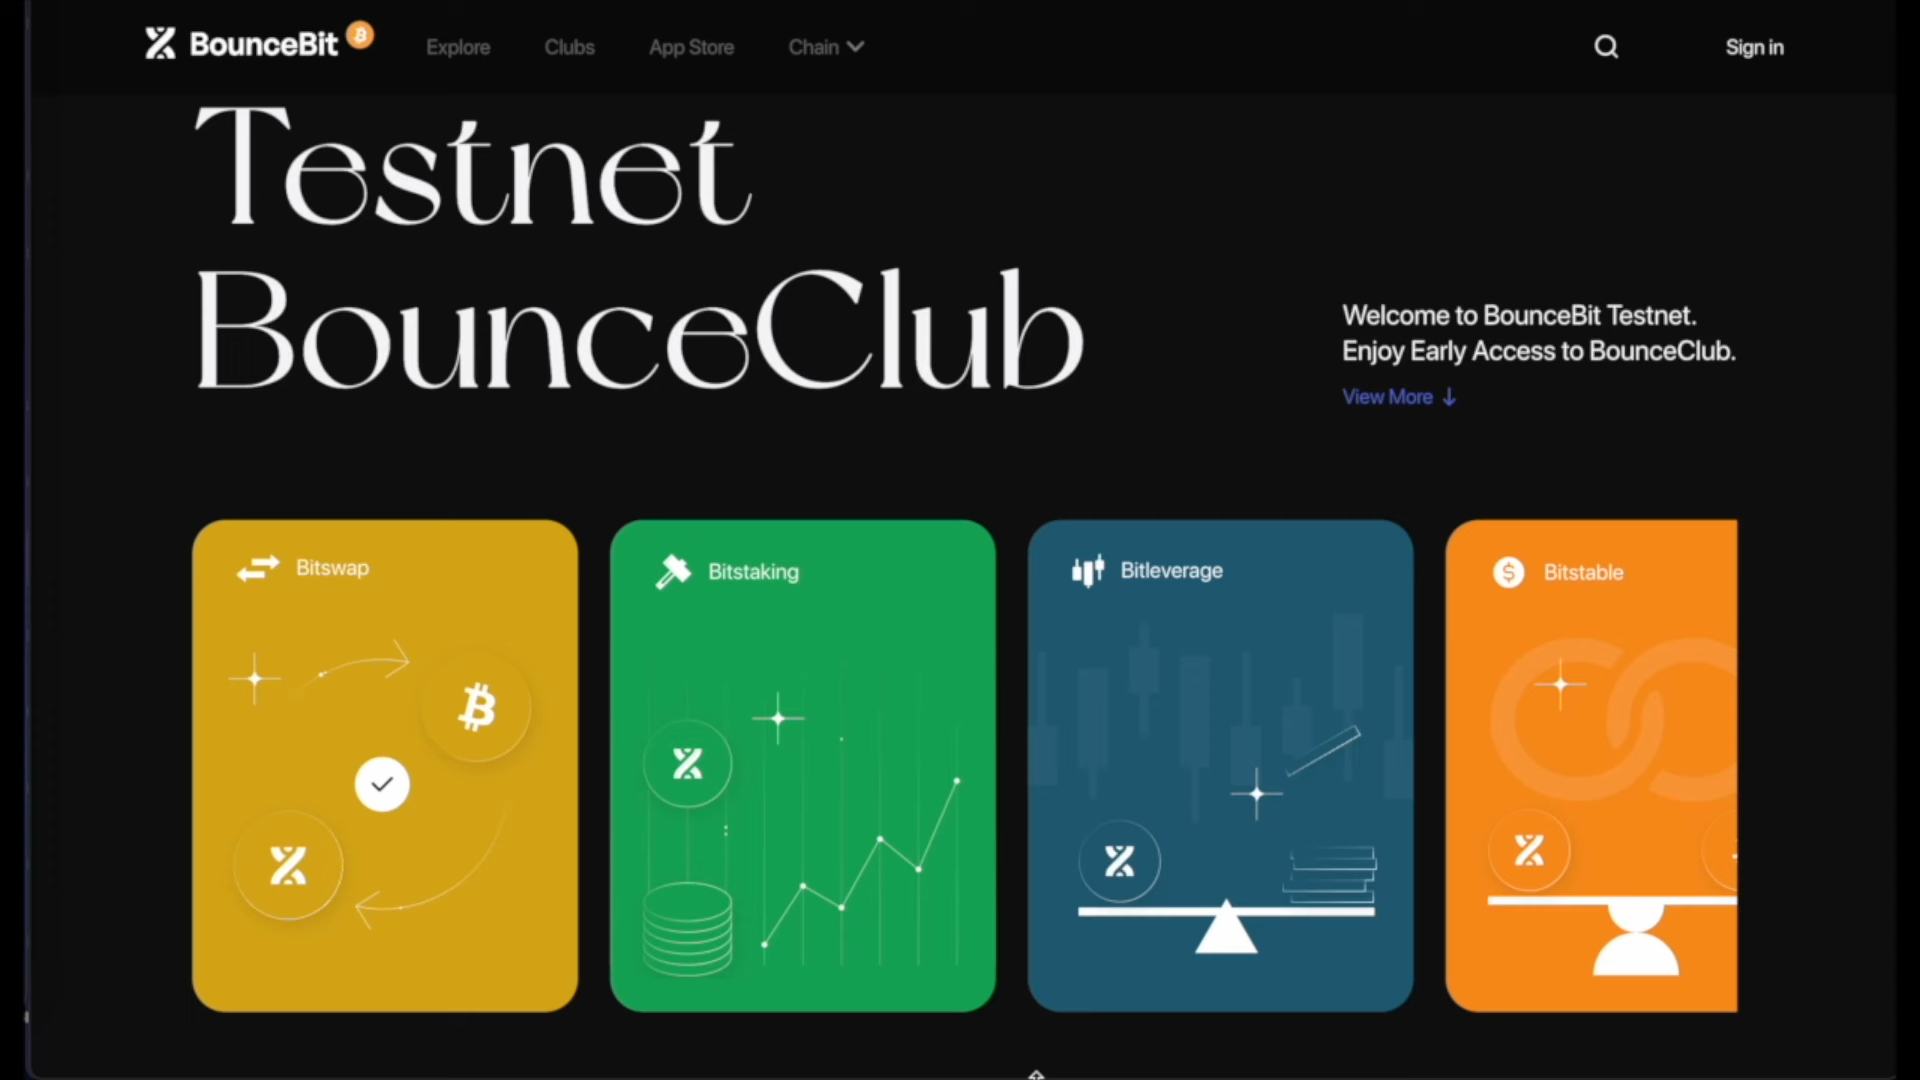 BounceBit
Explore
Clubs
App Store
Chain
Sign in
Testnet
BounceClub
Welcome to BounceBit Testnet.
Enjoy Early Access to BounceClub.
View More
Bitswap
Bitstaking
Bitleverage
Bitstable